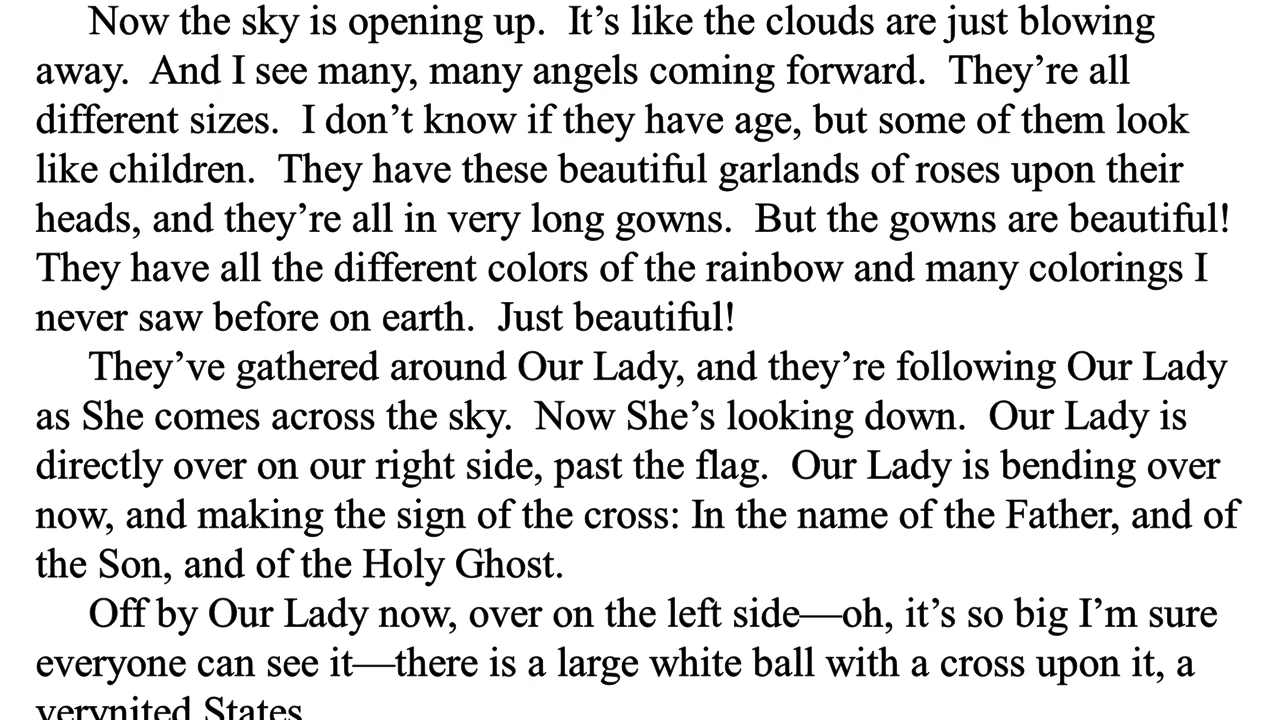 Now the sky is opening up.  It’s like the clouds are just blowing
away.  And I see many, many angels coming forward.  They’re all
different sizes.  I don’t know if they have age, but some of them look
like children.  They have these beautiful garlands of roses upon their
heads, and they’re all in very long gowns.  But the gowns are beautiful!
They have all the different colors of the rainbow and many colorings I
never saw before on earth.  Just beautiful!
They’ve gathered around Our Lady, and they’re following Our Lady
as She comes across the sky.  Now She’s looking down.  Our Lady is
directly over on our right side, past the flag.  Our Lady is bending over
now, and making the sign of the cross: In the name of the Father, and of
the Son, and of the Holy Ghost.
Off by Our Lady now, over on the left side—oh, it’s so big I’m sure
everyone can see it—there is a large white ball with a cross upon it, a
verynited States